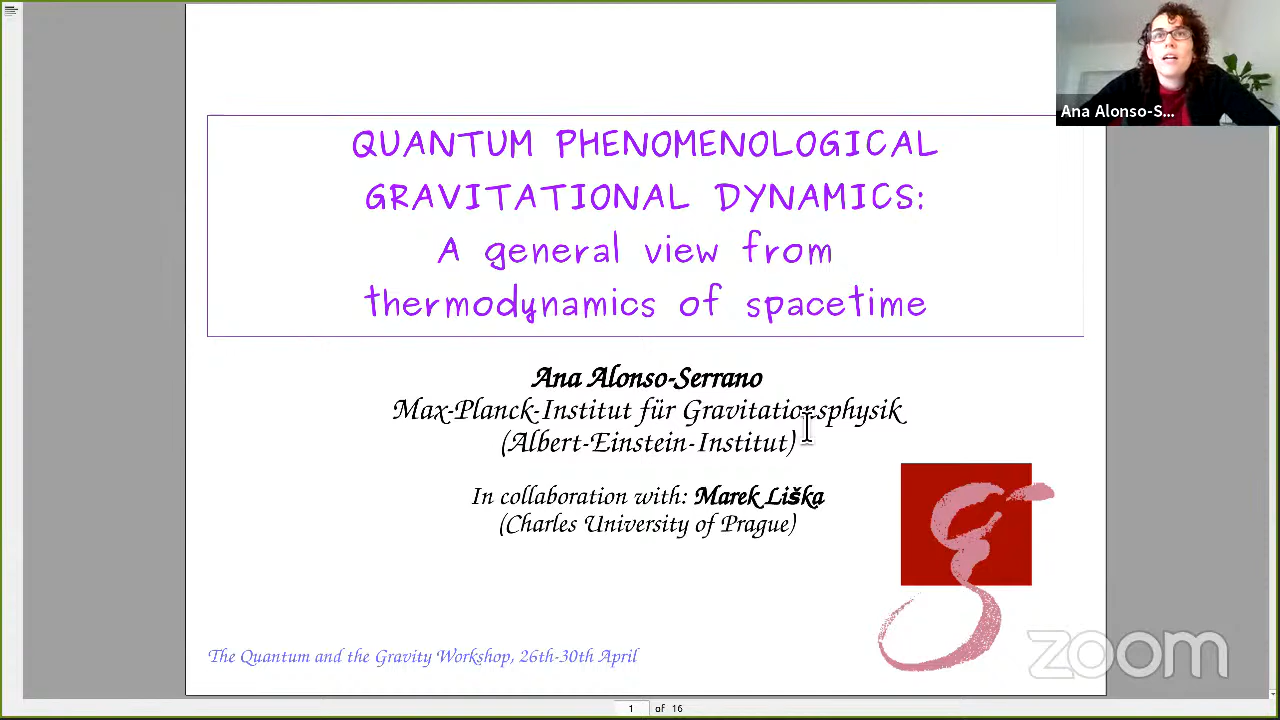 Ana Alonso-S...
QUANTUM PHENOMENOLOGICAL
GRAVITATIONAL DYNAMICS:
A general view from
thermodynamics of spacetime
Ana Alonso-Serrano
Max-Planck-Institut für Gravitationsphysik
(Albert-Einstein-Institut)
In collaboration with: Marek Liška
(Charles University of Prague)
The Quantum and the Gravity Workshop, 26th-30th April
zoom
1 of 16